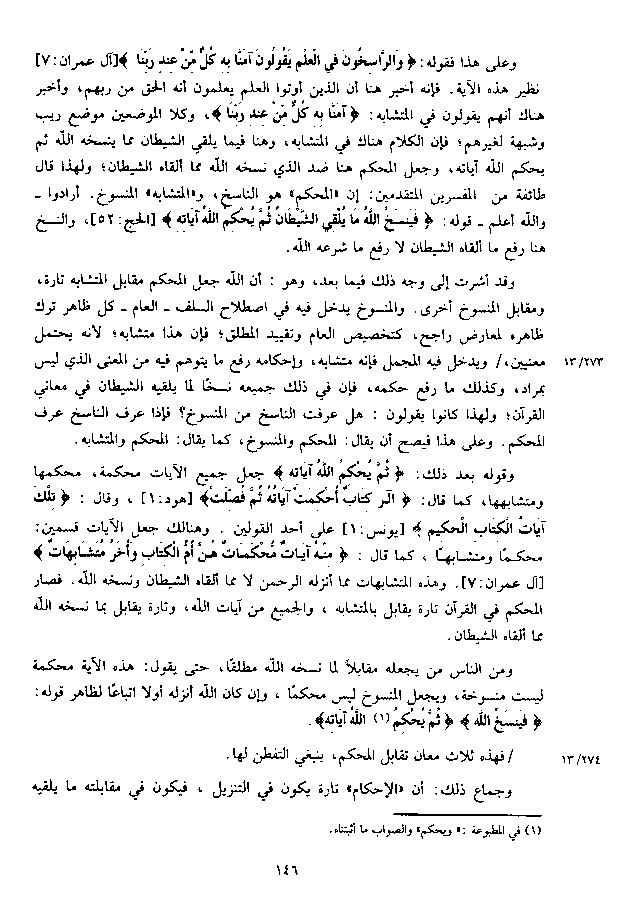 وعلى هذا فقوله: ﴿ وَالرَّاسِخُونَ فِي الْعِلْمِ يَقُولُونَ آمَنَّا بِهِ كُلٌّ مِّنْ عِندِ رَبِّنَا ﴾[آل عمران: ٧]
نظير هذه الآية. فإنه أخبر هنا أن الذين أوتوا العلم يعلمون أنه الحق من ربهم، وأخبر
هناك أنهم يقولون في المتشابه: ﴿ آمَنَّا بِهِ كُلٌّ مِّنْ عِندِ رَبِّنَا ﴾، وكلا الموضعين موضع ريب
وشبهة لغيرهم؛ فإن الكلام هناك في المتشابه، وهنا فيما يلقي الشيطان مما ينسخه الله ثم
يحكم الله آياته، وجعل المحكم هنا ضد الذي نسخه الله مما ألقاه الشيطان؛ ولهذا قال
طائفة من المفسرين المتقدمين: إن «المحكم» هو الناسخ، و«المتشابه» المنسوخ. أرادوا ـ
والله أعلم ـ قوله: ﴿ فَيَنسَخُ اللَّهُ مَا يُلْقِي الشَّيْطَانُ ثُمَّ يُحْكِمُ اللَّهُ آيَاتِهِ ﴾ [الحج: ٥٢]، والنسخ
هنا رفع ما ألقاه الشيطان لا رفع ما شرعه الله.
وقد أشرت إلى وجه ذلك فيما بعد، وهو : أن الله جعل المحكم مقابل المتشابه تارة،
ومقابل المنسوخ أخرى. والمنسوخ يدخل فيه في اصطلاح السلف ـ العام ـ كل ظاهر ترك
ظاهره لمعارض راجح، كتخصيص العام وتقييد المطلق؛ فإن هذا متشابه؛ لأنه يحتمل
١٣/٢٧٣ معنيين،/ ويدخل فيه المجمل فإنه متشابه، وإحكامه رفع ما يتوهم فيه من المعنى الذي ليس
بمراد، وكذلك ما رفع حكمه، فإن في ذلك جميعه نسخًا لما يلقيه الشيطان في معاني
القرآن؛ ولهذا كانوا يقولون : هل عرفت الناسخ من المنسوخ؟ فإذا عرف الناسخ عرف
المحكم. وعلى هذا فيصح أن يقال: المحكم والمنسوخ، كما يقال: المحكم والمتشابه.
وقوله بعد ذلك: ﴿ ثُمَّ يُحْكِمُ اللَّهُ آيَاتِهِ ﴾ جعل جميع الآيات محكمة، محكمها
ومتشابهها، كما قال: ﴿ الٓر كِتَابٌ أُحْكِمَتْ آيَاتُهُ ثُمَّ فُصِّلَتْ﴾ [هود: ١] ، وقال : ﴿ تِلْكَ
آيَاتُ الْكِتَابِ الْحَكِيمِ ﴾ [يونس: ١] على أحد القولين . وهنالك جعل الآيات قسمين:
محكمًا ومتشابهًا ، كما قال : ﴿ مِنْهُ آيَاتٌ مُّحْكَمَاتٌ هُنَّ أُمُّ الْكِتَابِ وَأُخَرُ مُتَشَابِهَاتٌ ﴾
[آل عمران: ٧]. وهذه المتشابهات مما أنزله الرحمن لا مما ألقاه الشيطان ونسخه الله. فصار
المحكم في القرآن تارة يقابل بالمتشابه ، والجميع من آيات الله، وتارة يقابل بما نسخه الله
مما ألقاه الشيطان.
ومن الناس من يجعله مقابلاً لما نسخه الله مطلقًا، حتى يقول: هذه الآية محكمة
ليست منسوخة، ويجعل المنسوخ ليس محكمًا ، وإن كان الله أنزله أولا اتباعًا لظاهر قوله:
﴿ فَيَنسَخُ اللَّهُ ﴾ ﴿ ثُمَّ يُحْكِمُ (١) اللَّهُ آيَاتِهِ﴾.
١٣/٢٧٤ / فهذه ثلاث معان تقابل المحكم، ينبغي التفطن لها.
وجماع ذلك: أن «الإحكام» تارة يكون في التنزيل ، فيكون في مقابلته ما يلقيه
(١) في المطبوعة :« ويحكم» والصواب ما أثبتناه.
١٤٦